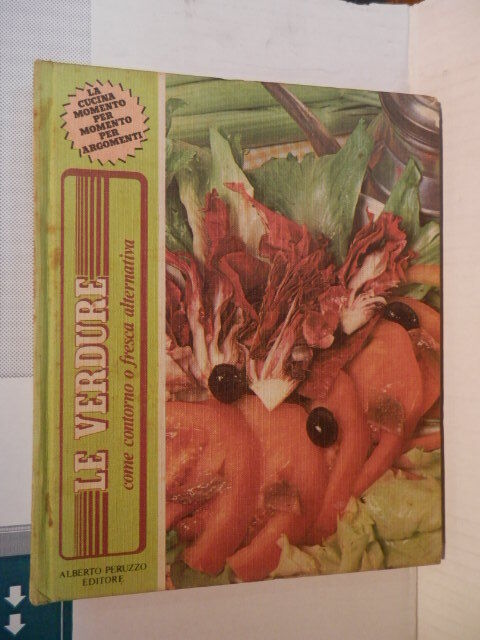 LA
CUCINA
MOMENTO
PER
MOMENTO
PER
ARGOMENTI
LE VERDURE
come contorno o fresca alternativa
ALBERTO PERUZZO
EDITORE